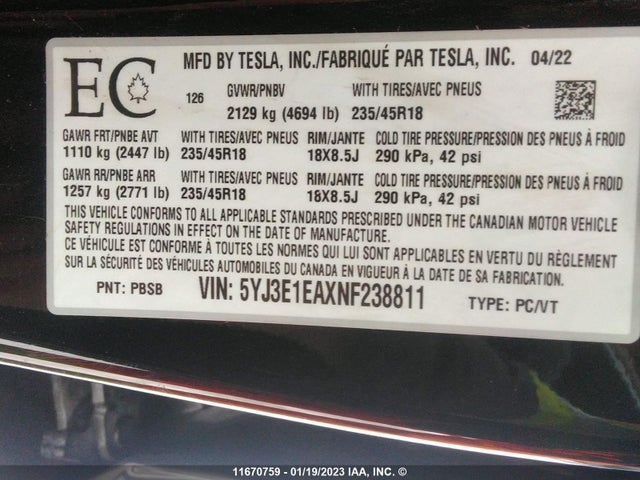 MFD BY TESLA, INC./FABRIQUÉ PAR TESLA, INC. 04/22
EC
126
GVWR/PNBV WITH TIRES/AVEC PNEUS
2129 kg (4694 lb) 235/45R18
GAWR FRT/PNBE AVT WITH TIRES/AVEC PNEUS RIM/JANTE COLD TIRE PRESSURE/PRESSION DES PNEUS À FROID
1110 kg (2447 lb) 235/45R18 18X8.5J 290 kPa, 42 psi
GAWR RR/PNBE ARR WITH TIRES/AVEC PNEUS RIM/JANTE COLD TIRE PRESSURE/PRESSION DES PNEUS À FROID
1257 kg (2771 lb) 235/45R18 18X8.5J 290 kPa, 42 psi
THIS VEHICLE CONFORMS TO ALL APPLICABLE STANDARDS PRESCRIBED UNDER THE CANADIAN MOTOR VEHICLE
SAFETY REGULATIONS IN EFFECT ON THE DATE OF MANUFACTURE
CE VÉHICULE EST CONFORME À TOUTES LES NORMES QUI LUI SONT APPLICABLES EN VERTU DU RÈGLEMENT
SUR LA SÉCURITÉ DES VÉHICULES DU CANADA EN VIGUEUR À LA DATE DE SA FABRICATION.
PNT: PBSB VIN: 5YJ3E1EAXNF238811 TYPE: PC/VT
11670759 - 01/19/2023 IAA, INC. ©